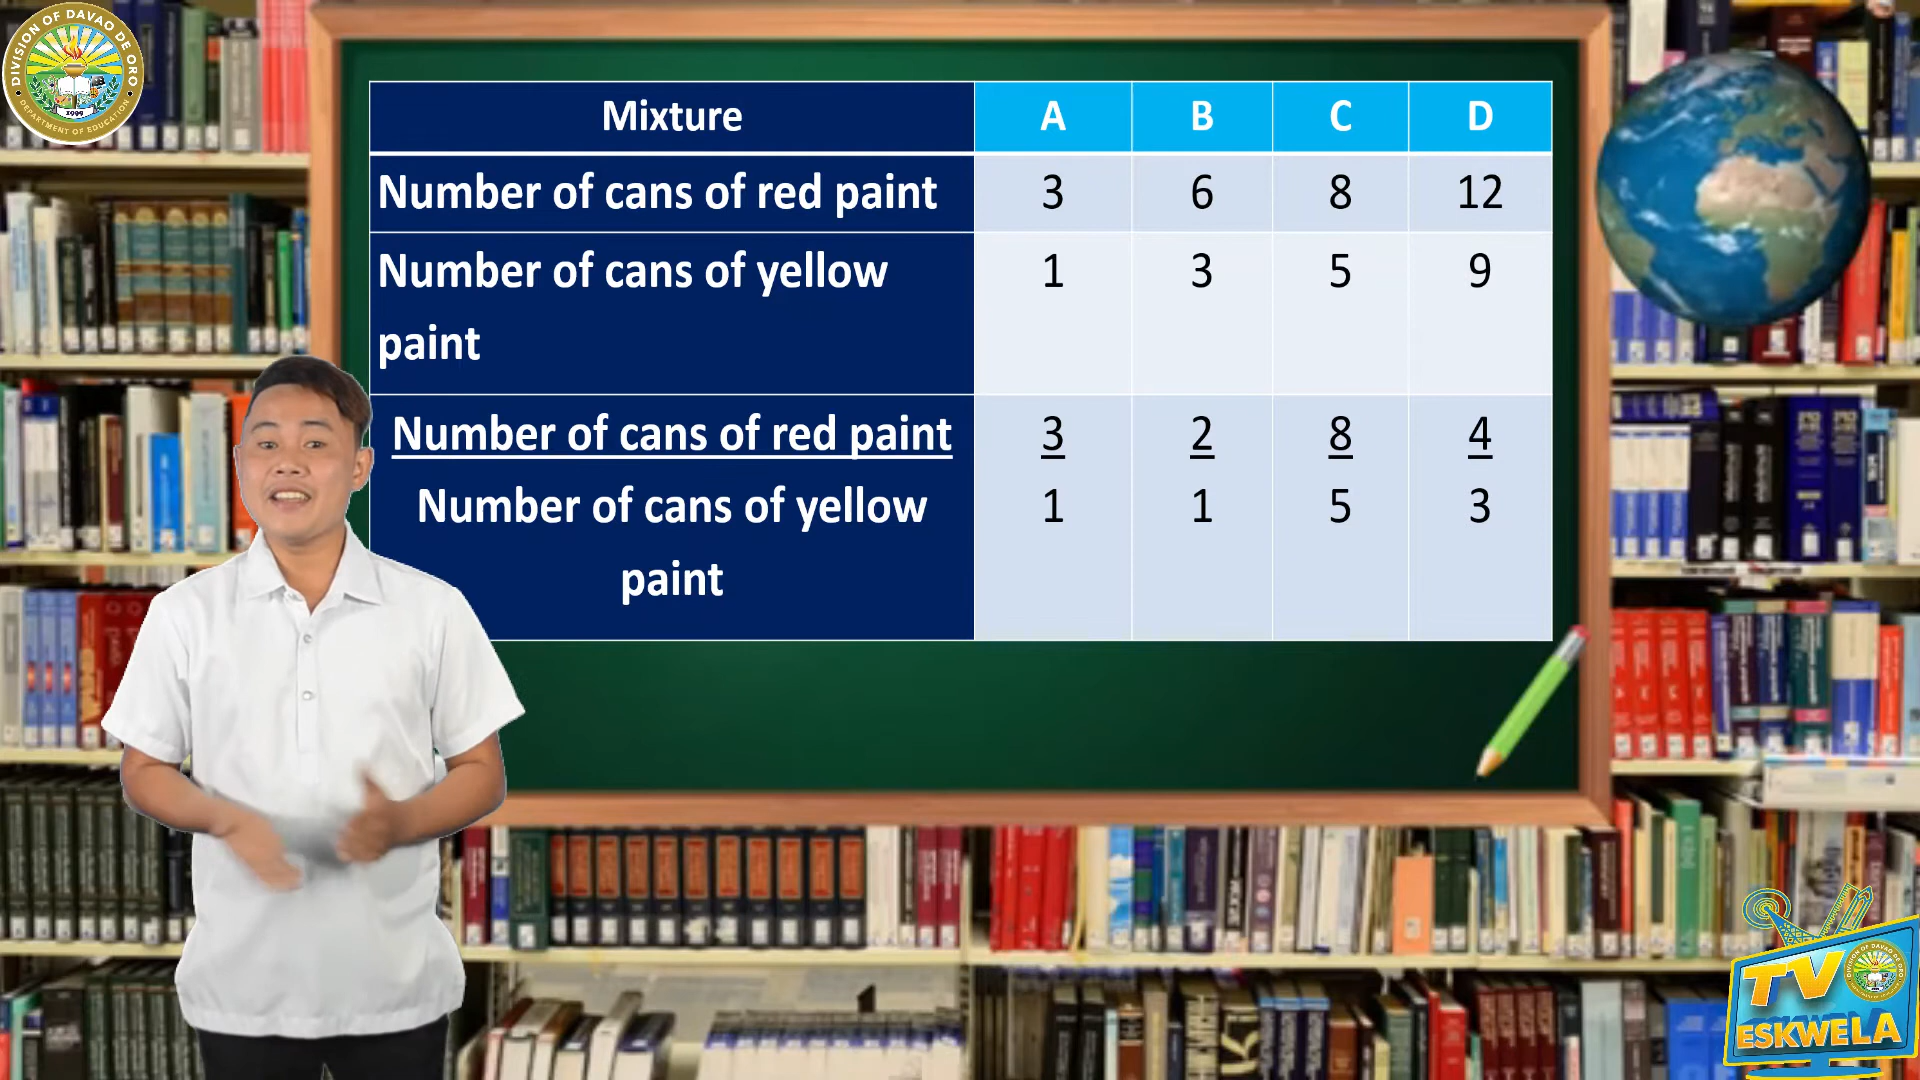 DIVISION OF DAVAO DE ORO
DEPARTMENT OF EDUCATION
1999
Mixture A B C D
Number of cans of red paint 3 6 8 12
Number of cans of yellow 1 3 5 9
paint
Number of cans of red paint 3 2 8 4
Number of cans of yellow 1 1 5 3
paint
TV
ESKWELA